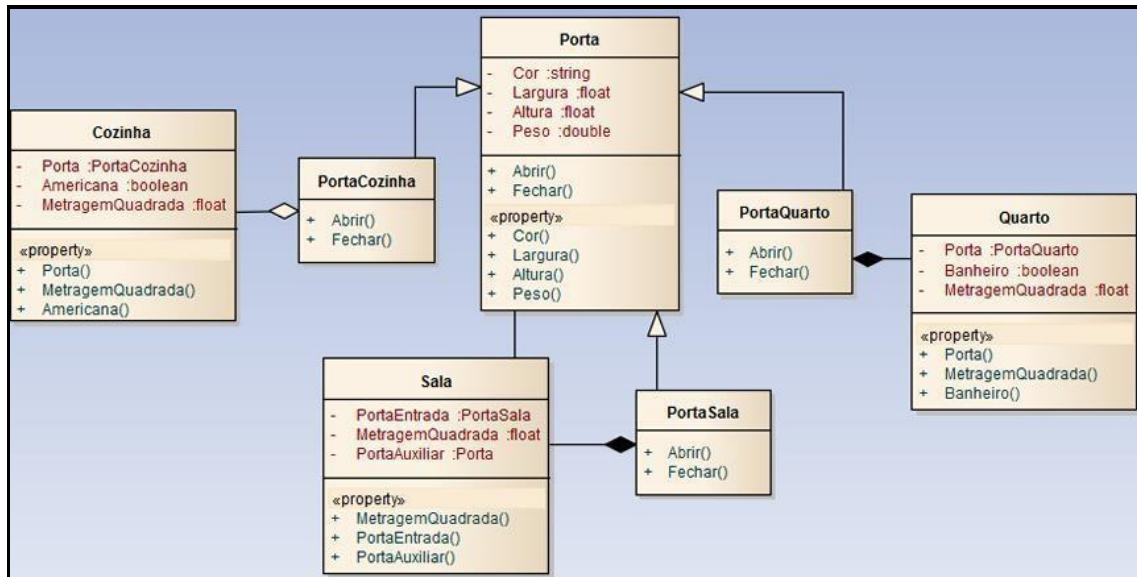 Porta
- Cor :string
- Largura :float
- Altura :float
- Peso :double
+ Abrir()
+ Fechar()
«property»
+ Cor()
+ Largura()
+ Altura()
+ Peso()
Cozinha
- Porta :PortaCozinha
- Americana :boolean
- MetragemQuadrada :float
«property»
+ Porta()
+ MetragemQuadrada()
+ Americana()
PortaCozinha
+ Abrir()
+ Fechar()
PortaQuarto
+ Abrir()
+ Fechar()
Quarto
- Porta :PortaQuarto
- Banheiro :boolean
- MetragemQuadrada :float
«property»
+ Porta()
+ MetragemQuadrada()
+ Banheiro()
Sala
- PortaEntrada :PortaSala
- MetragemQuadrada :float
- PortaAuxiliar :Porta
«property»
+ MetragemQuadrada()
+ PortaEntrada()
+ PortaAuxiliar()
PortaSala
+ Abrir()
+ Fechar()